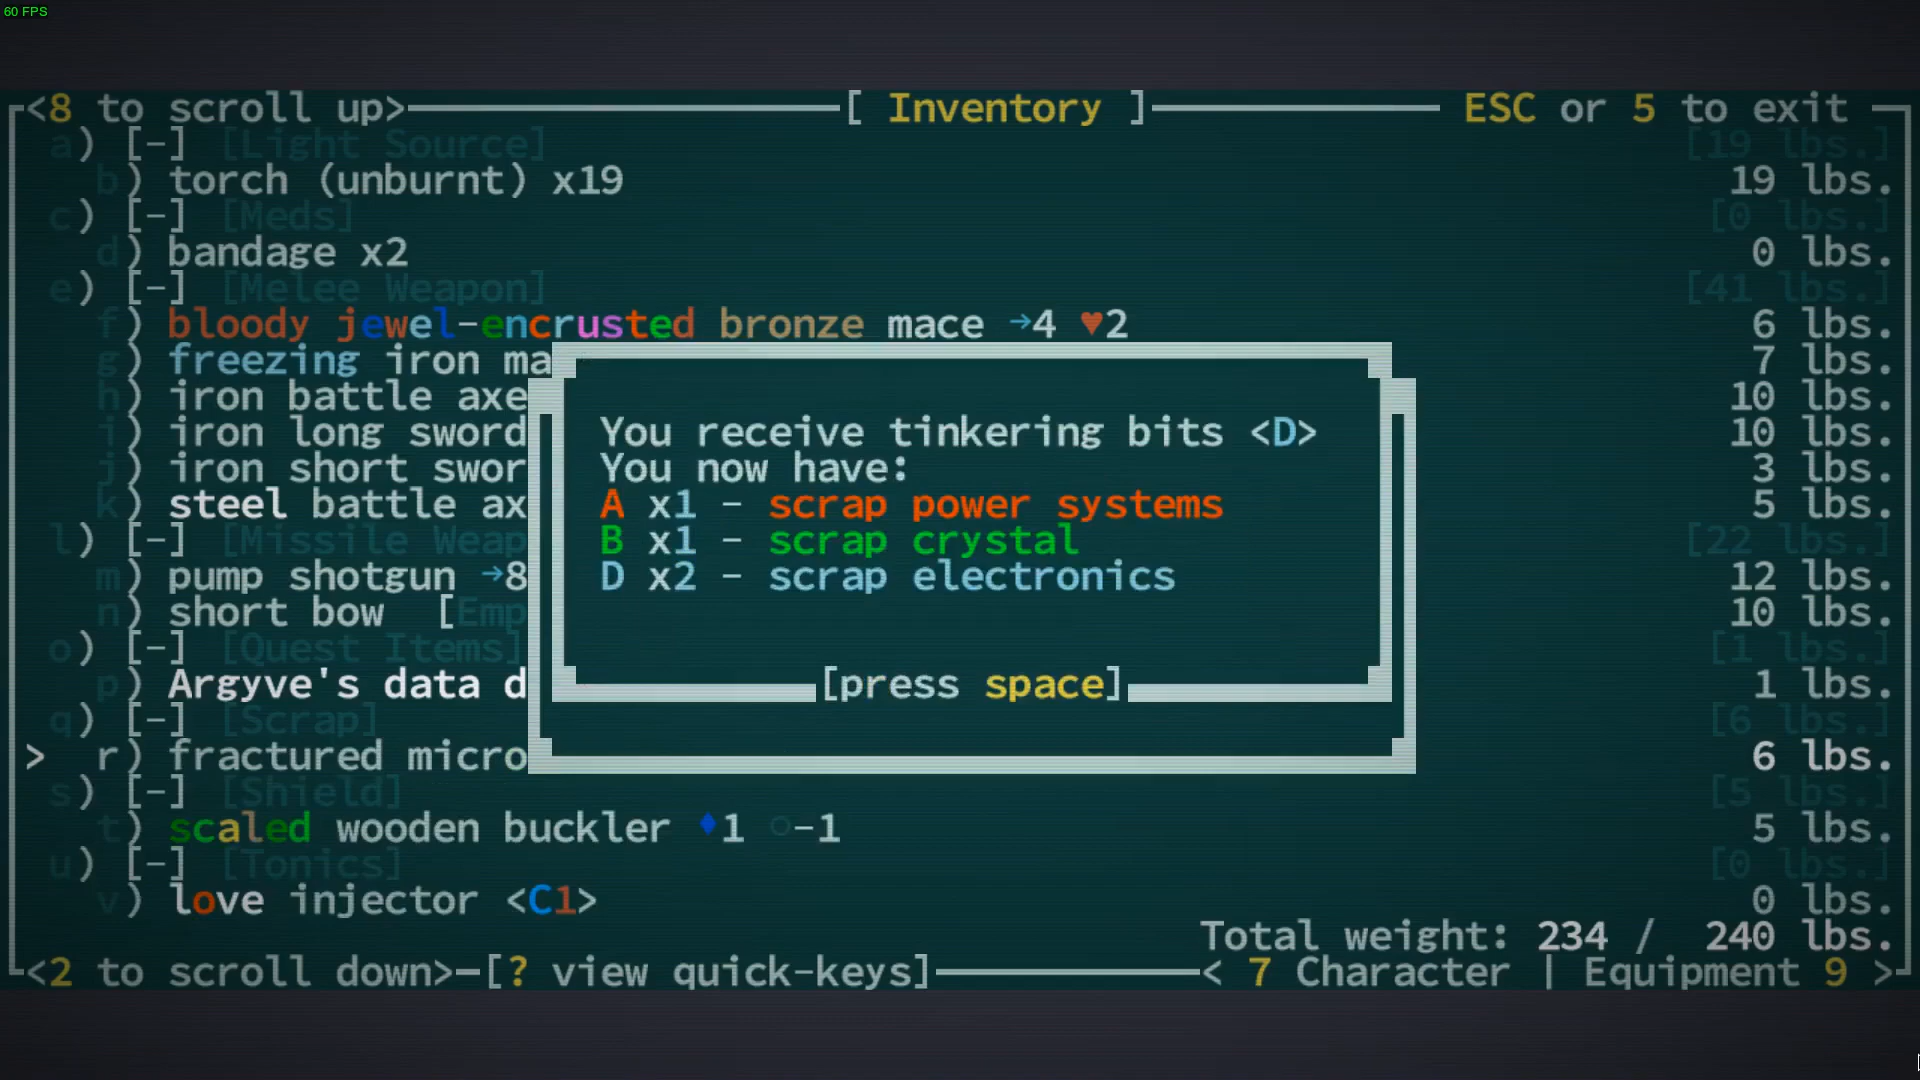 60 FPS
<8 to scroll up> [ Inventory ] ESC or 5 to exit
a) [-] [Light Source] [19 lbs.]
b) torch (unburnt) x19 19 lbs.
c) [-] [Meds] [0 lbs.]
d) bandage x2 0 lbs.
e) [-] [Melee Weapon] [41 lbs.]
f) bloody jewel-encrusted bronze mace →4 ♥2 6 lbs.
g) freezing iron ma 7 lbs.
h) iron battle axe 10 lbs.
i) iron long sword 10 lbs.
j) iron short swor 3 lbs.
k) steel battle ax 5 lbs.
l) [-] [Missile Weap [22 lbs.]
m) pump shotgun →8 12 lbs.
n) short bow [Emp 10 lbs.
o) [-] [Quest Items] [1 lbs.]
p) Argyve's data d 1 lbs.
q) [-] [Scrap] [6 lbs.]
> r) fractured micro 6 lbs.
s) [-] [Shield] [5 lbs.]
t) scaled wooden buckler ♦1 ○-1 5 lbs.
u) [-] [Tonics] [0 lbs.]
v) love injector <C1> 0 lbs.
Total weight: 234 / 240 lbs.
<2 to scroll down> [? view quick-keys] < 7 Character | Equipment 9 >
You receive tinkering bits <D>
You now have:
A x1 - scrap power systems
B x1 - scrap crystal
D x2 - scrap electronics
[press space]